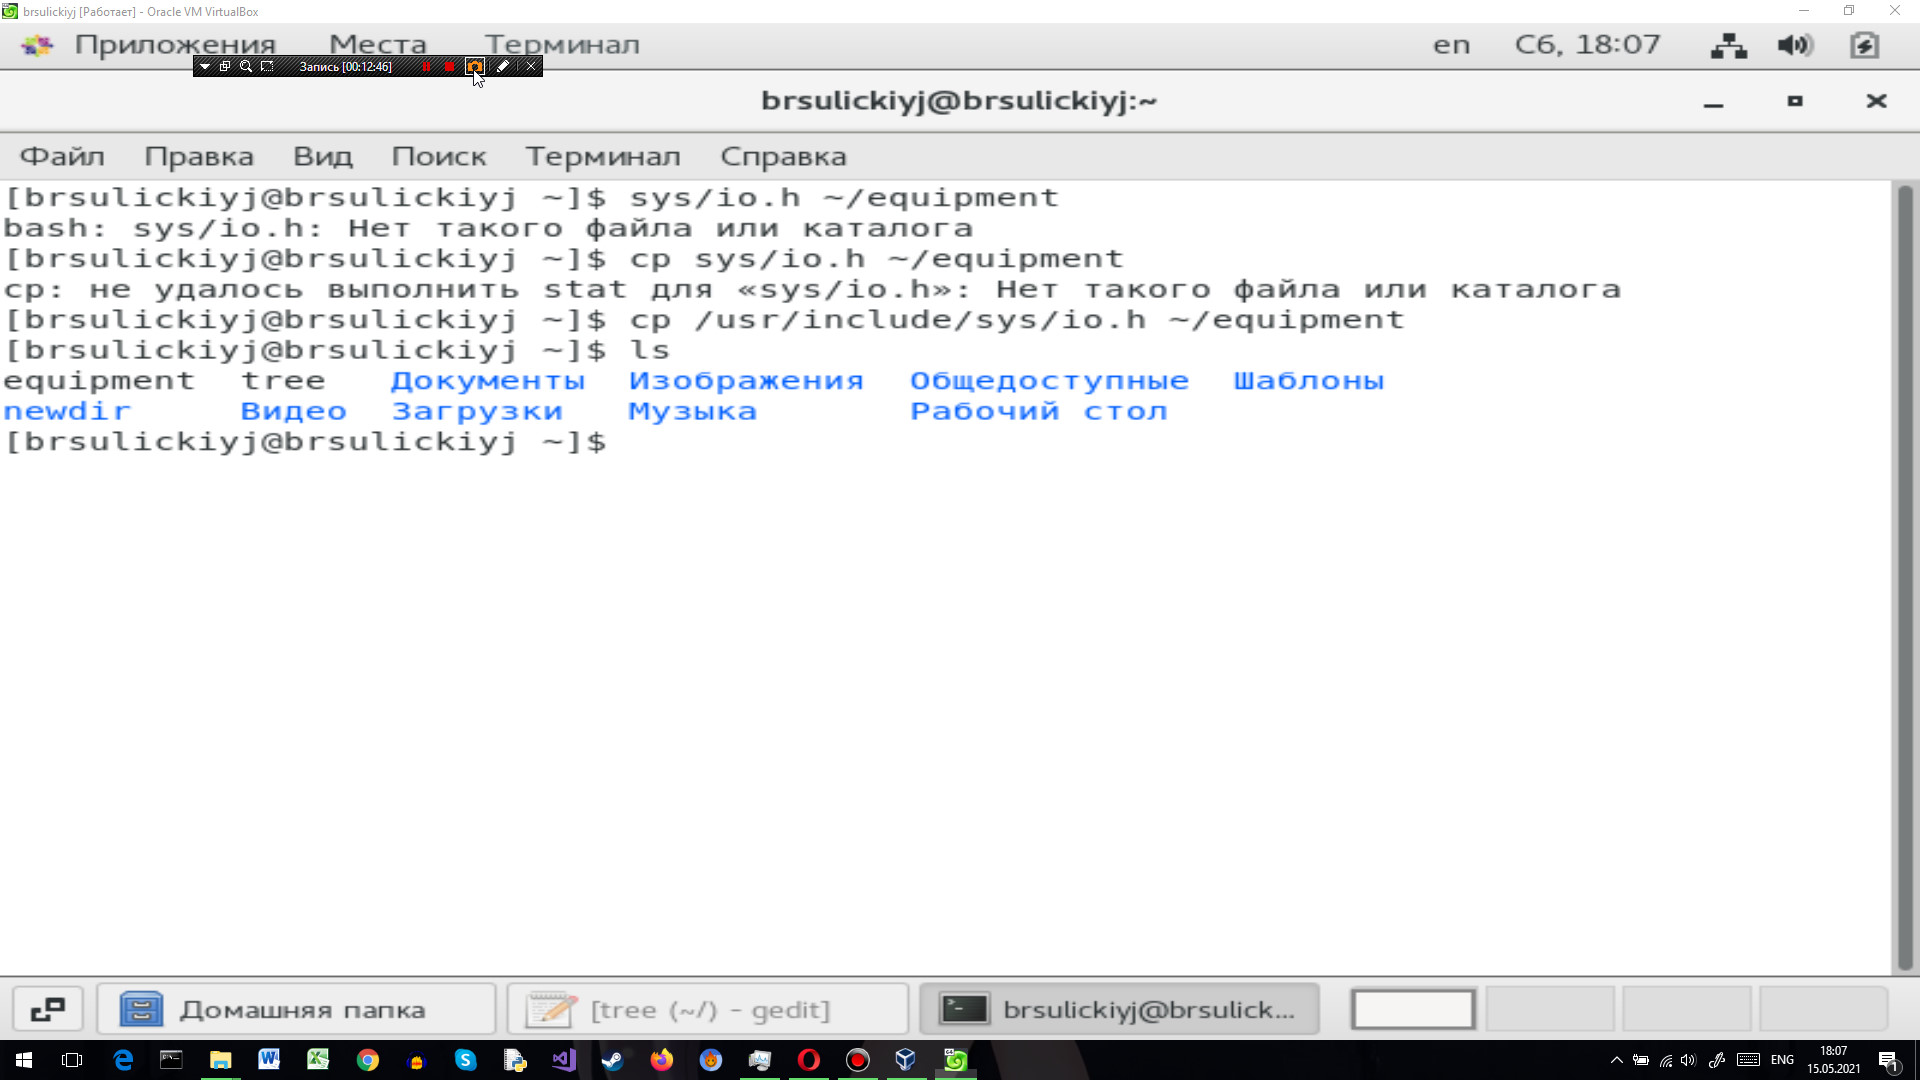 brsulickiyj [Работает] - Oracle VM VirtualBox
Приложения Места Терминал en Сб, 18:07
Запись [00:12:46]
brsulickiyj@brsulickiyj:~
Файл Правка Вид Поиск Терминал Справка
[brsulickiyj@brsulickiyj ~]$ sys/io.h ~/equipment
bash: sys/io.h: Нет такого файла или каталога
[brsulickiyj@brsulickiyj ~]$ cp sys/io.h ~/equipment
cp: не удалось выполнить stat для «sys/io.h»: Нет такого файла или каталога
[brsulickiyj@brsulickiyj ~]$ cp /usr/include/sys/io.h ~/equipment
[brsulickiyj@brsulickiyj ~]$ ls
equipment tree Документы Изображения Общедоступные Шаблоны
newdir Видео Загрузки Музыка Рабочий стол
[brsulickiyj@brsulickiyj ~]$
Домашняя папка [tree (~/) - gedit] brsulickiyj@brsulick...
ENG 18:07
15.05.2021 1